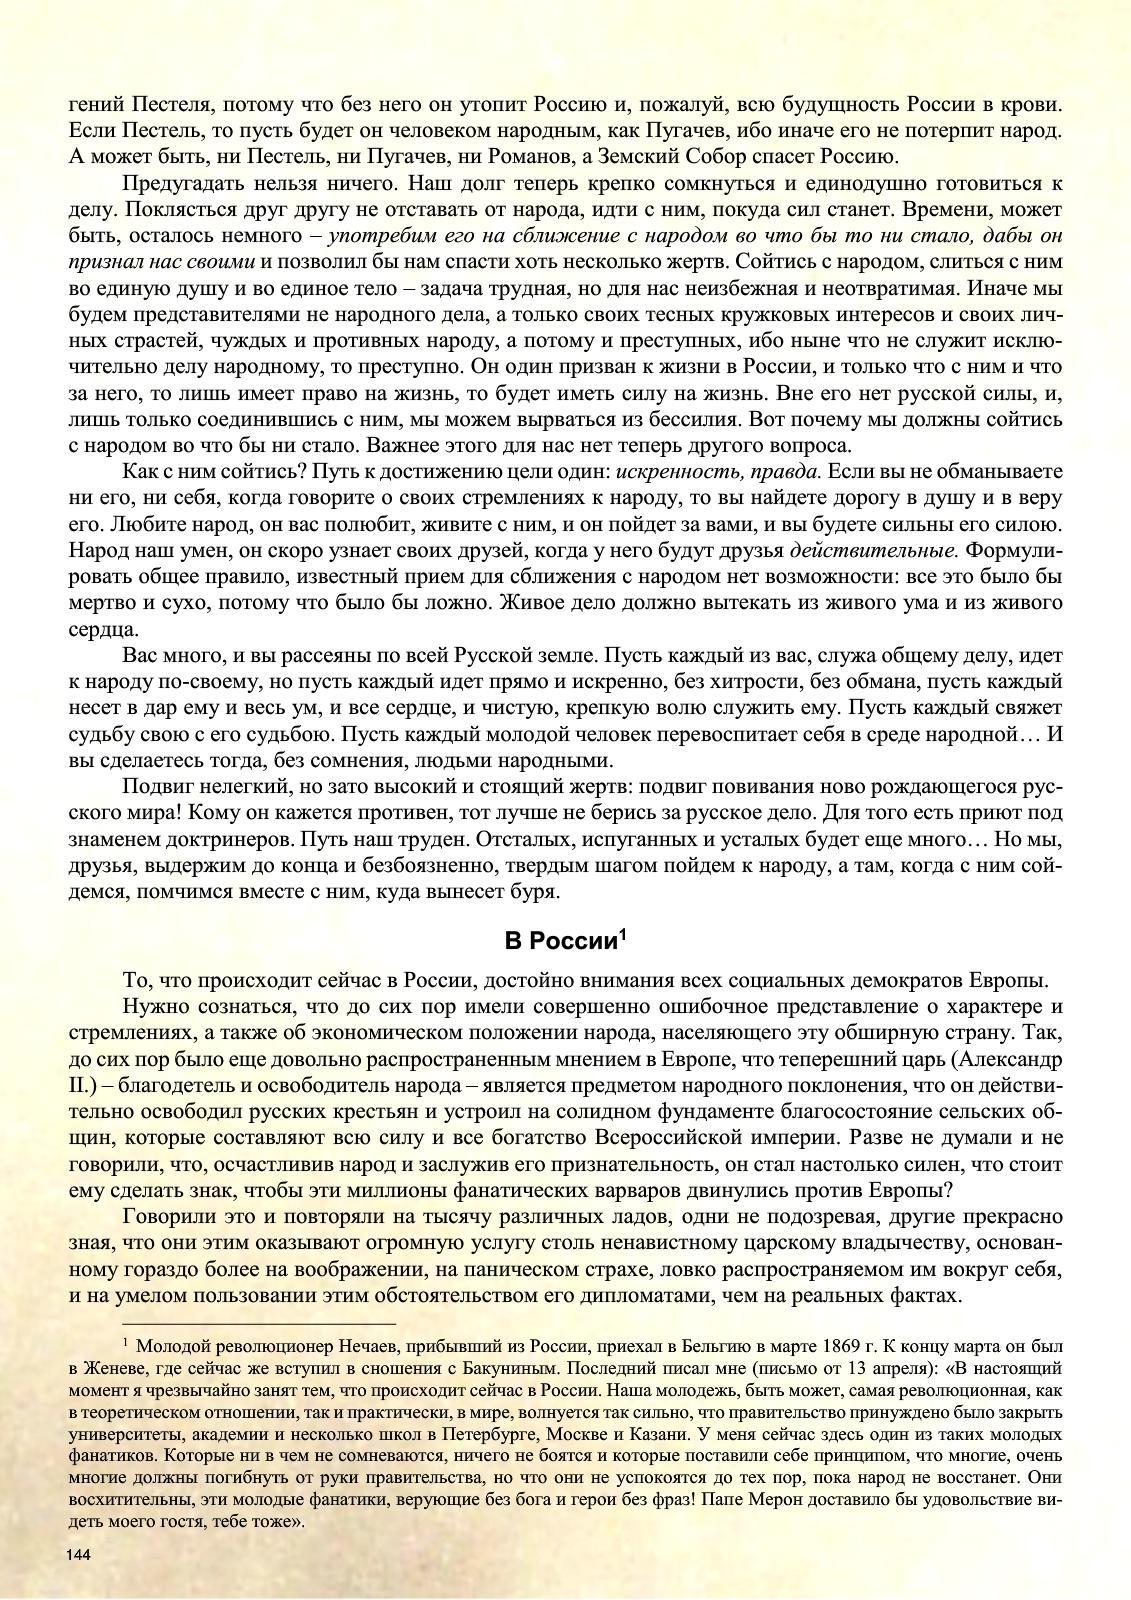 гений Пестеля, потому что без него он утопит Россию и, пожалуй, всю будущность России в крови.
Если Пестель, то пусть будет он человеком народным, как Пугачев, ибо иначе его не потерпит народ.
А может быть, ни Пестель, ни Пугачев, ни Романов, а Земский Собор спасет Россию.
Предугадать нельзя ничего. Наш долг теперь крепко сомкнуться и единодушно готовиться к
делу. Поклясться друг другу не отставать от народа, идти с ним, покуда сил станет. Времени, может
быть, осталось немного – употребим его на сближение с народом во что бы то ни стало, дабы он
признал нас своими и позволил бы нам спасти хоть несколько жертв. Сойтись с народом, слиться с ним
во единую душу и во единое тело – задача трудная, но для нас неизбежная и неотвратимая. Иначе мы
будем представителями не народного дела, а только своих тесных кружковых интересов и своих лич-
ных страстей, чуждых и противных народу, а потому и преступных, ибо ныне что не служит исклю-
чительно делу народному, то преступно. Он один призван к жизни в России, и только что с ним и что
за него, то лишь имеет право на жизнь, то будет иметь силу на жизнь. Вне его нет русской силы, и,
лишь только соединившись с ним, мы можем вырваться из бессилия. Вот почему мы должны сойтись
с народом во что бы ни стало. Важнее этого для нас нет теперь другого вопроса.
Как с ним сойтись? Путь к достижению цели один: искренность, правда. Если вы не обманываете
ни его, ни себя, когда говорите о своих стремлениях к народу, то вы найдете дорогу в душу и в веру
его. Любите народ, он вас полюбит, живите с ним, и он пойдет за вами, и вы будете сильны его силою.
Народ наш умен, он скоро узнает своих друзей, когда у него будут друзья действительные. Формули-
ровать общее правило, известный прием для сближения с народом нет возможности: все это было бы
мертво и сухо, потому что было бы ложно. Живое дело должно вытекать из живого ума и из живого
сердца.
Вас много, и вы рассеяны по всей Русской земле. Пусть каждый из вас, служа общему делу, идет
к народу по-своему, но пусть каждый идет прямо и искренно, без хитрости, без обмана, пусть каждый
несет в дар ему и весь ум, и все сердце, и чистую, крепкую волю служить ему. Пусть каждый свяжет
судьбу свою с его судьбою. Пусть каждый молодой человек перевоспитает себя в среде народной… И
вы сделаетесь тогда, без сомнения, людьми народными.
Подвиг нелегкий, но зато высокий и стоящий жертв: подвиг повивания ново рождающегося рус-
ского мира! Кому он кажется противен, тот лучше не берись за русское дело. Для того есть приют под
знаменем доктринеров. Путь наш труден. Отсталых, испуганных и усталых будет еще много… Но мы,
друзья, выдержим до конца и безбоязненно, твердым шагом пойдем к народу, а там, когда с ним сой-
демся, помчимся вместе с ним, куда вынесет буря.
В России¹
То, что происходит сейчас в России, достойно внимания всех социальных демократов Европы.
Нужно сознаться, что до сих пор имели совершенно ошибочное представление о характере и
стремлениях, а также об экономическом положении народа, населяющего эту обширную страну. Так,
до сих пор было еще довольно распространенным мнением в Европе, что теперешний царь (Александр
II.) – благодетель и освободитель народа – является предметом народного поклонения, что он действи-
тельно освободил русских крестьян и устроил на солидном фундаменте благосостояние сельских об-
щин, которые составляют всю силу и все богатство Всероссийской империи. Разве не думали и не
говорили, что, осчастливив народ и заслужив его признательность, он стал настолько силен, что стоит
ему сделать знак, чтобы эти миллионы фанатических варваров двинулись против Европы?
Говорили это и повторяли на тысячу различных ладов, одни не подозревая, другие прекрасно
зная, что они этим оказывают огромную услугу столь ненавистному царскому владычеству, основан-
ному гораздо более на воображении, на паническом страхе, ловко распространяемом им вокруг себя,
и на умелом пользовании этим обстоятельством его дипломатами, чем на реальных фактах.
¹ Молодой революционер Нечаев, прибывший из России, приехал в Бельгию в марте 1869 г. К концу марта он был
в Женеве, где сейчас же вступил в сношения с Бакуниным. Последний писал мне (письмо от 13 апреля): «В настоящий
момент я чрезвычайно занят тем, что происходит сейчас в России. Наша молодежь, быть может, самая революционная, как
в теоретическом отношении, так и практически, в мире, волнуется так сильно, что правительство принуждено было закрыть
университеты, академии и несколько школ в Петербурге, Москве и Казани. У меня сейчас здесь один из таких молодых
фанатиков. Которые ни в чем не сомневаются, ничего не боятся и которые поставили себе принципом, что многие, очень
многие должны погибнуть от руки правительства, но что они не успокоятся до тех пор, пока народ не восстанет. Они
восхитительны, эти молодые фанатики, верующие без бога и герои без фраз! Папе Мерон доставило бы удовольствие ви-
деть моего гостя, тебе тоже».
144